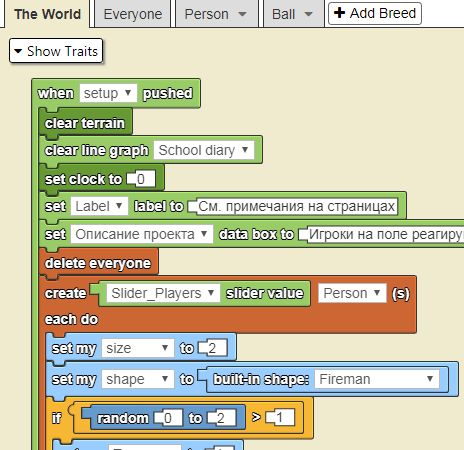 The World Everyone Person Ball + Add Breed
Show Traits
when setup pushed
clear terrain
clear line graph School diary
set clock to 0
set Label label to См. примечания на страницах
set Описание проекта data box to Игроки на поле реагиру
delete everyone
create Slider_Players slider value Person (s)
each do
set my size to 2
set my shape to built-in shape: Fireman
if random 0 to 2 > 1